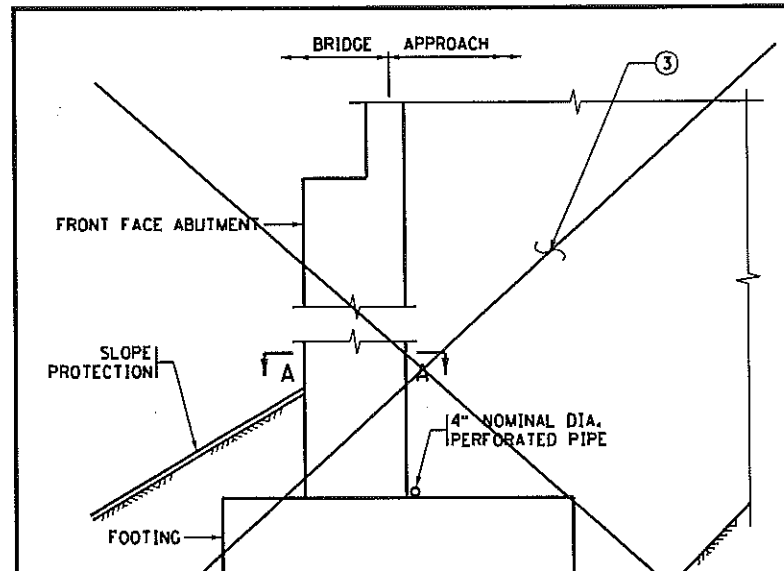 BRIDGE APPROACH
3
FRONT FACE ABUTMENT
SLOPE
PROTECTION
A A
4" NOMINAL DIA.
PERFORATED PIPE
FOOTING